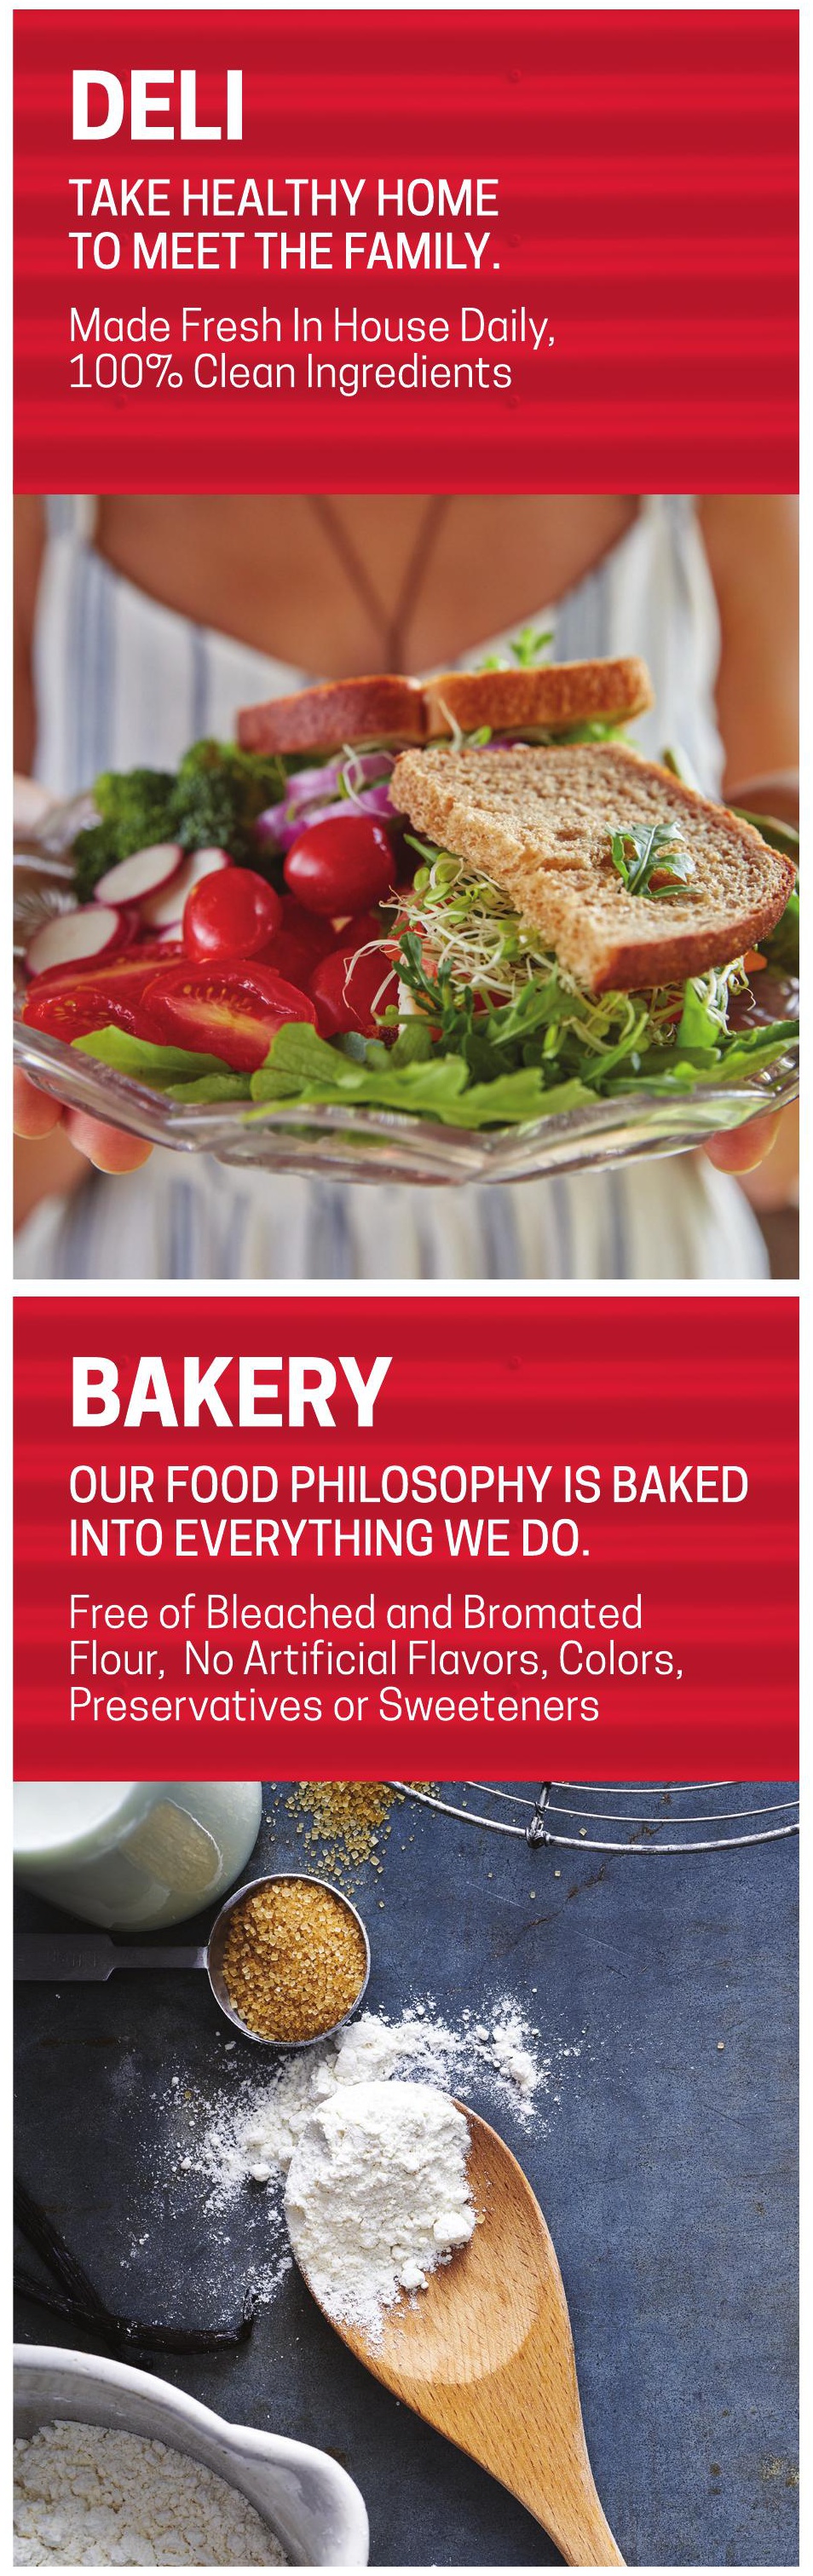 DELI
TAKE HEALTHY HOME
TO MEET THE FAMILY.
Made Fresh In House Daily,
100% Clean Ingredients
BAKERY
OUR FOOD PHILOSOPHY IS BAKED
INTO EVERYTHING WE DO.
Free of Bleached and Bromated
Flour,  No Artificial Flavors, Colors,
Preservatives or Sweeteners